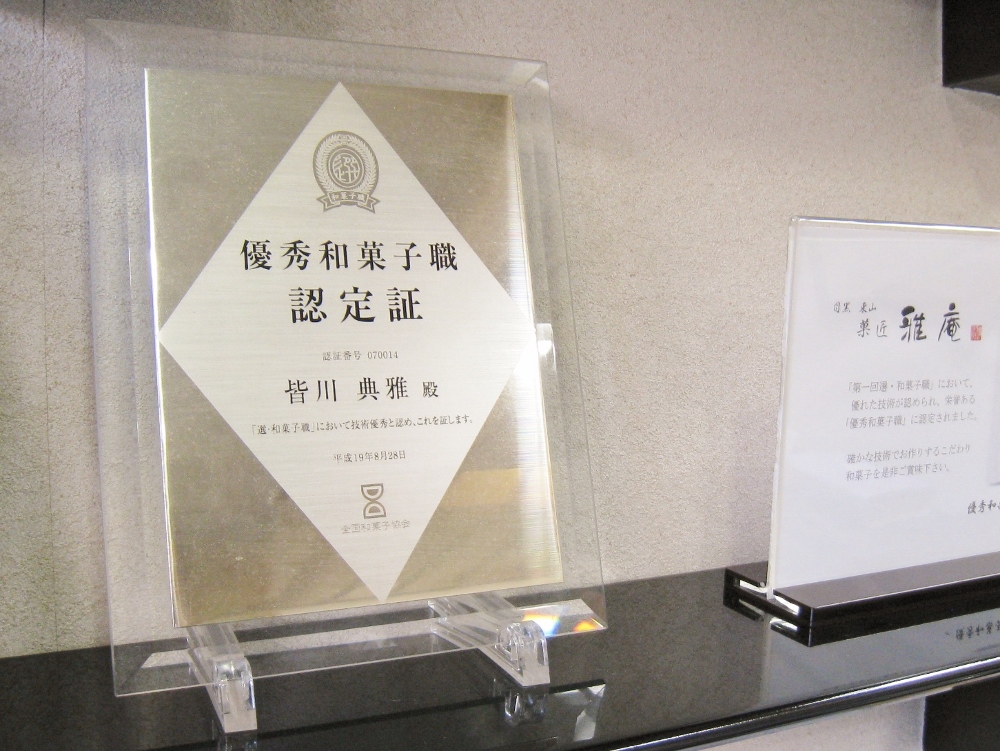 和菓子職
優秀和菓子職
認定証
認証番号 070014
皆川 典雅 殿
「選・和菓子職」において技術優秀と認め、これを証します。
平成19年8月28日
全国和菓子協会
目黒 東山
菓匠 雅庵
「第一回選・和菓子職」において、
優れた技術が認められ、栄誉ある
「優秀和菓子職」に認定されました。
確かな技術でお作りするこだわり
和菓子を是非ご賞味下さい。
優秀和